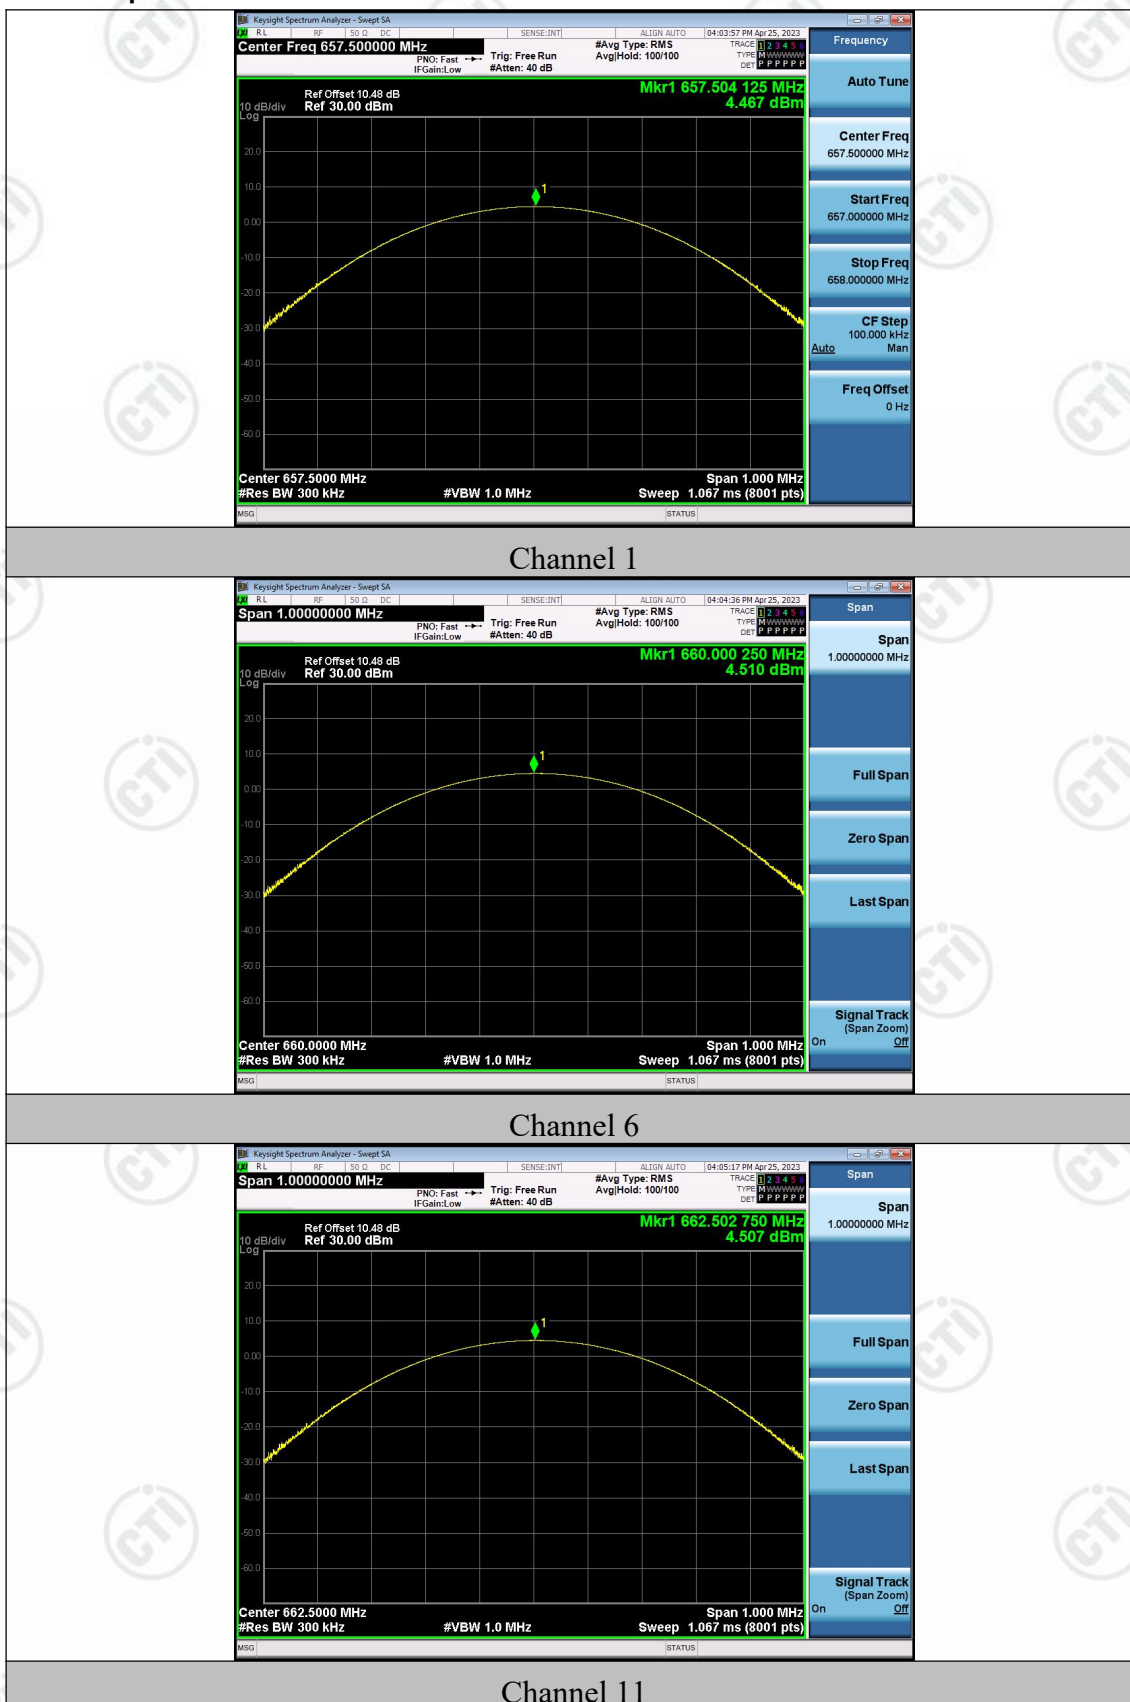 Keysight Spectrum Analyzer - Swept SA
RL RF 50 Ω DC SENSE:INT ALIGN AUTO 04:03:57 PM Apr 25, 2023
Center Freq 657.500000 MHz #Avg Type: RMS TRACE 1 2 3 4 5 6
PNO: Fast Trig: Free Run Avg|Hold: 100/100 TYPE MWWWWW
IFGain:Low #Atten: 40 dB DET P P P P P P
Frequency
Auto Tune
Center Freq
657.500000 MHz
Start Freq
657.000000 MHz
Stop Freq
658.000000 MHz
CF Step
100.000 kHz
Auto Man
Freq Offset
0 Hz
Mkr1 657.504 125 MHz
Ref Offset 10.48 dB
10 dB/div Ref 30.00 dBm 4.467 dBm
Log
20.0
10.0
1
0.00
-10.0
-20.0
-30.0
-40.0
-50.0
-60.0
Center 657.5000 MHz Span 1.000 MHz
#Res BW 300 kHz #VBW 1.0 MHz Sweep 1.067 ms (8001 pts)
MSG STATUS
Channel 1
Keysight Spectrum Analyzer - Swept SA
RL RF 50 Ω DC SENSE:INT ALIGN AUTO 04:04:36 PM Apr 25, 2023
Span 1.00000000 MHz #Avg Type: RMS TRACE 1 2 3 4 5 6
PNO: Fast Trig: Free Run Avg|Hold: 100/100 TYPE MWWWWW
IFGain:Low #Atten: 40 dB DET P P P P P P
Span
Span
1.00000000 MHz
Full Span
Zero Span
Last Span
Signal Track
(Span Zoom)
On Off
Mkr1 660.000 250 MHz
Ref Offset 10.48 dB
10 dB/div Ref 30.00 dBm 4.510 dBm
Log
20.0
10.0
1
0.00
-10.0
-20.0
-30.0
-40.0
-50.0
-60.0
Center 660.0000 MHz Span 1.000 MHz
#Res BW 300 kHz #VBW 1.0 MHz Sweep 1.067 ms (8001 pts)
MSG STATUS
Channel 6
Keysight Spectrum Analyzer - Swept SA
RL RF 50 Ω DC SENSE:INT ALIGN AUTO 04:05:17 PM Apr 25, 2023
Span 1.00000000 MHz #Avg Type: RMS TRACE 1 2 3 4 5 6
PNO: Fast Trig: Free Run Avg|Hold: 100/100 TYPE MWWWWW
IFGain:Low #Atten: 40 dB DET P P P P P P
Span
Span
1.00000000 MHz
Full Span
Zero Span
Last Span
Signal Track
(Span Zoom)
On Off
Mkr1 662.502 750 MHz
Ref Offset 10.48 dB
10 dB/div Ref 30.00 dBm 4.507 dBm
Log
20.0
10.0
1
0.00
-10.0
-20.0
-30.0
-40.0
-50.0
-60.0
Center 662.5000 MHz Span 1.000 MHz
#Res BW 300 kHz #VBW 1.0 MHz Sweep 1.067 ms (8001 pts)
MSG STATUS
Channel 11
CTI
CTI
CTI
CTI
CTI
CTI
CTI
CTI
CTI
CTI
CTI
CTI
CTI